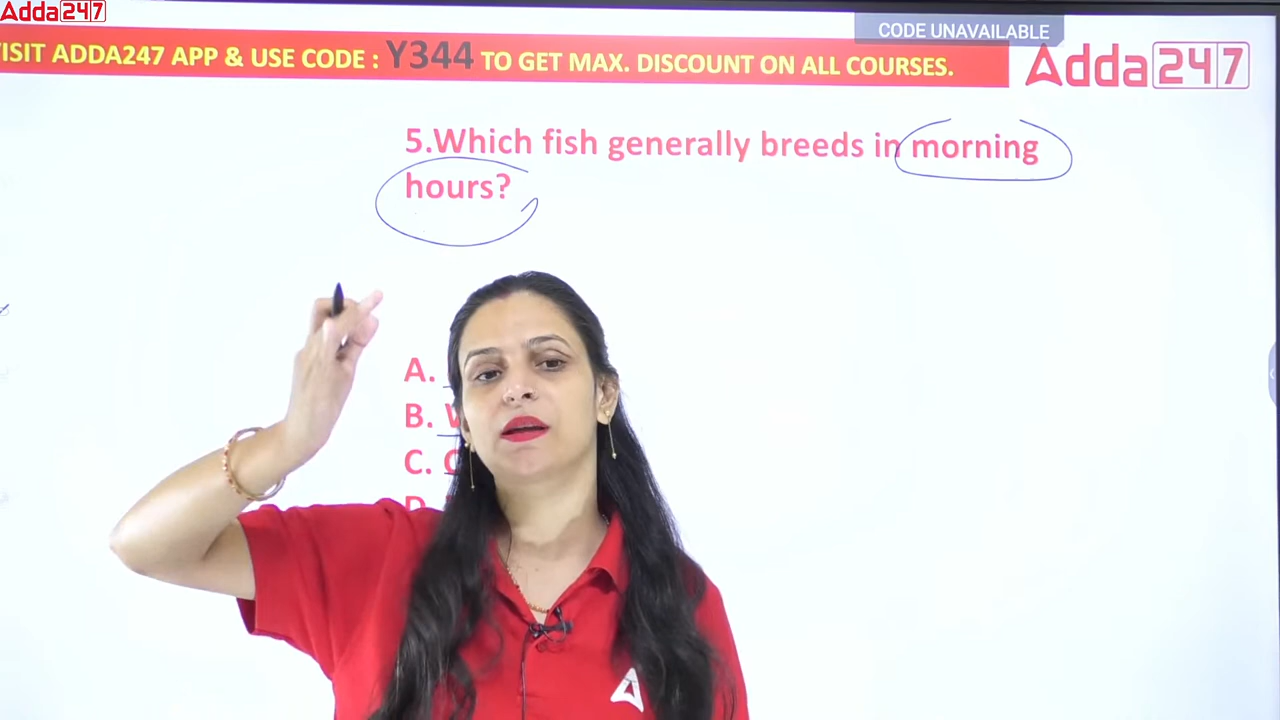 Adda247
VISIT ADDA247 APP & USE CODE : Y344 TO GET MAX. DISCOUNT ON ALL COURSES.
CODE UNAVAILABLE
Adda247
5.Which fish generally breeds in morning
hours?
A.
B.
C.
D.